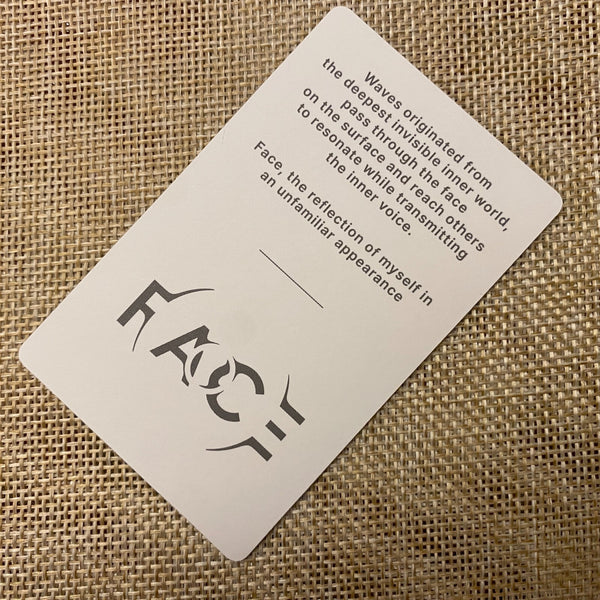 Waves originated from
the deepest invisible inner world,
pass through the face
on the surface and reach others
to resonate while transmitting
the inner voice.
Face, the reflection of myself in
an unfamiliar appearance
FACE